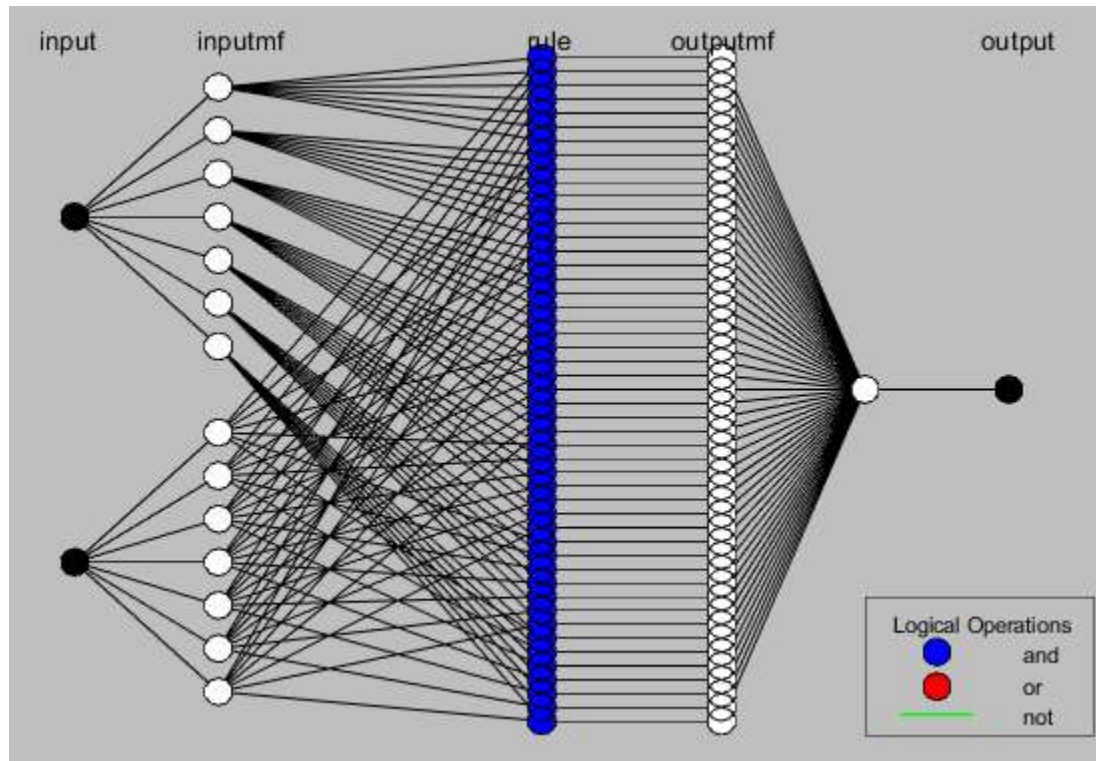 input inputmf rule outputmf output
Logical Operations
and
or
not